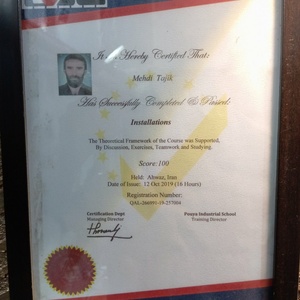 It is Hereby Certified That:
Mehdi Tajik
Has Successfully Completed & Passed:
Installations
The Theoretical Framework of the Course was Supported,
By Discussion, Exercises, Teamwork and Studying.
Score:100
Held: Ahwaz, Iran
Date of Issue: 12 Oct 2019 (16 Hours)
Registration Number:
Certification Dept
Managing Director
Pouya Industrial School
Training Director